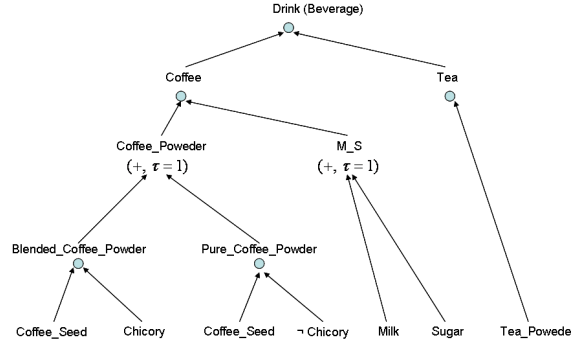 Drink (Beverage)
Coffee Tea
Coffee_Poweder M_S
(+, τ = 1) (+, τ = 1)
Blended_Coffee_Powder Pure_Coffee_Powder
Coffee_Seed Chicory Coffee_Seed ¬ Chicory Milk Sugar Tea_Powede